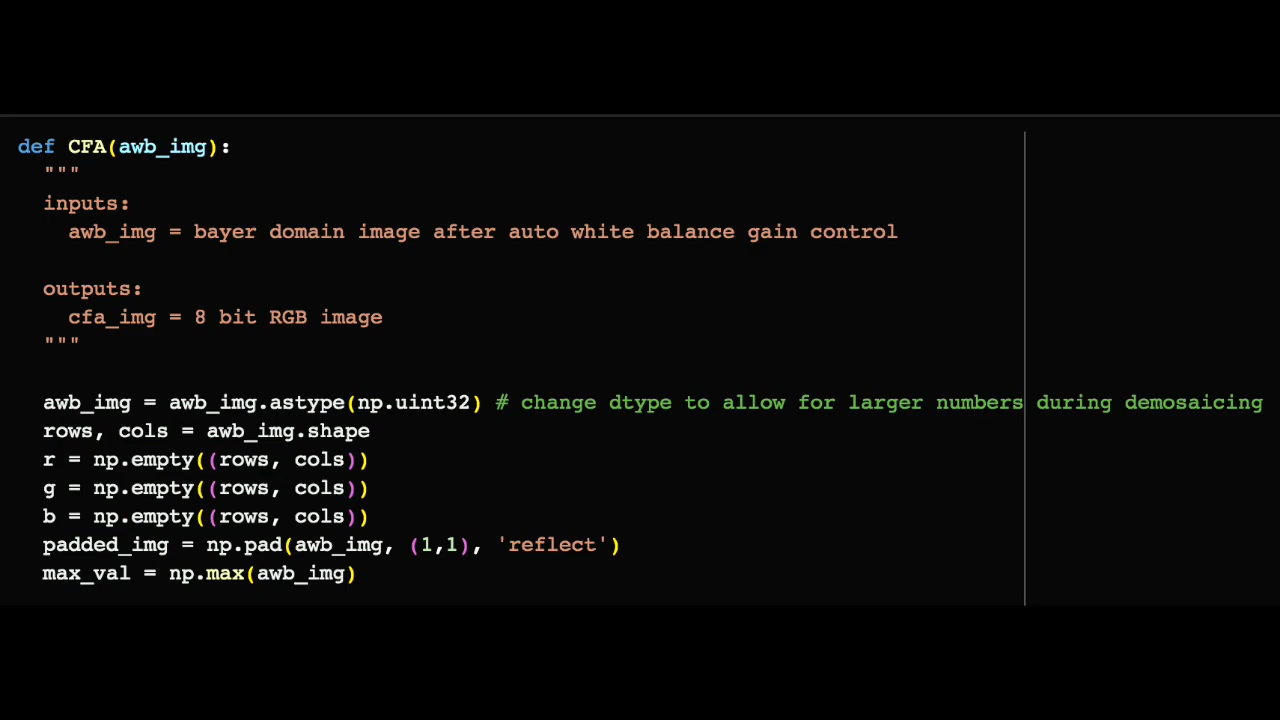 def CFA(awb_img):
  """
  inputs:
    awb_img = bayer domain image after auto white balance gain control

  outputs:
    cfa_img = 8 bit RGB image
  """

  awb_img = awb_img.astype(np.uint32) # change dtype to allow for larger numbers during demosaicing
  rows, cols = awb_img.shape
  r = np.empty((rows, cols))
  g = np.empty((rows, cols))
  b = np.empty((rows, cols))
  padded_img = np.pad(awb_img, (1,1), 'reflect')
  max_val = np.max(awb_img)